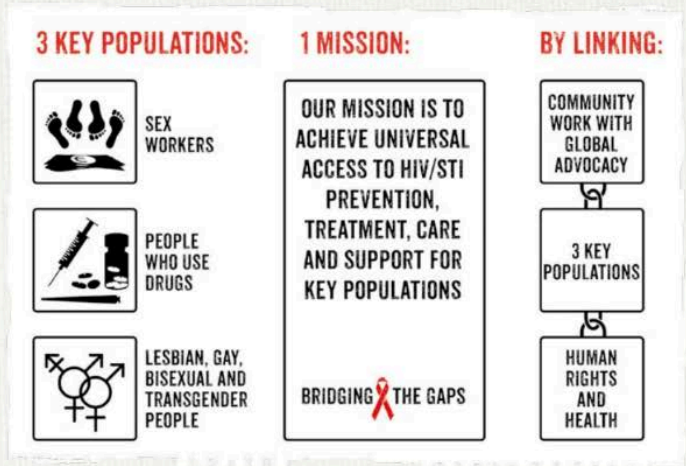 3 KEY POPULATIONS:
SEX
WORKERS
PEOPLE
WHO USE
DRUGS
LESBIAN, GAY,
BISEXUAL AND
TRANSGENDER
PEOPLE
1 MISSION:
OUR MISSION IS TO
ACHIEVE UNIVERSAL
ACCESS TO HIV/STI
PREVENTION,
TREATMENT, CARE
AND SUPPORT FOR
KEY POPULATIONS
BRIDGING THE GAPS
BY LINKING:
COMMUNITY
WORK WITH
GLOBAL
ADVOCACY
3 KEY
POPULATIONS
HUMAN
RIGHTS
AND
HEALTH